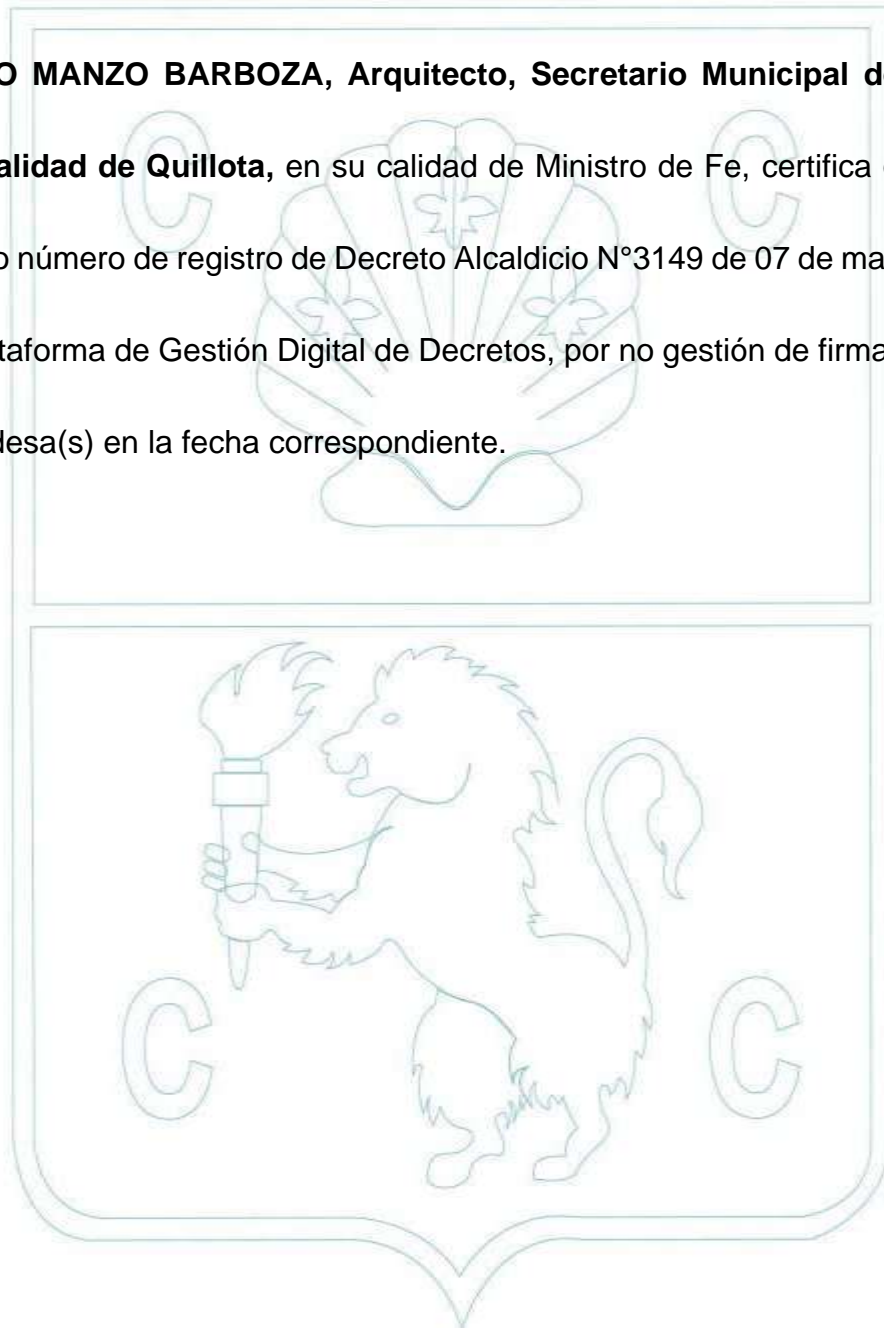 O MANZO BARBOZA, Arquitecto, Secretario Municipal de
alidad de Quillota, en su calidad de Ministro de Fe, certifica
o número de registro de Decreto Alcaldicio N°3149 de 07 de ma
taforma de Gestión Digital de Decretos, por no gestión de firma
desa(s) en la fecha correspondiente.
C C
C C